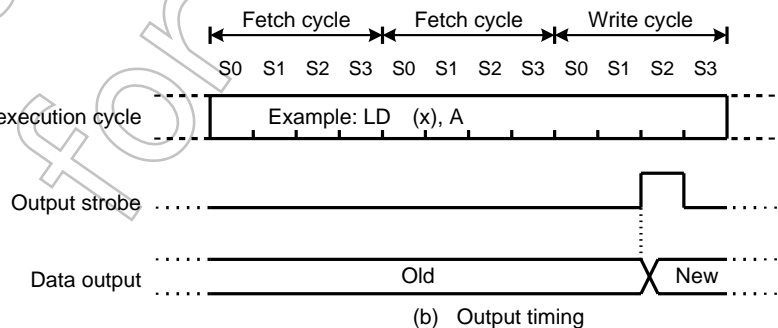 Fetch cycle Fetch cycle Write cycle
S0 S1 S2 S3 S0 S1 S2 S3 S0 S1 S2 S3
execution cycle Example: LD (x), A
Output strobe
Data output Old New
(b) Output timing
for